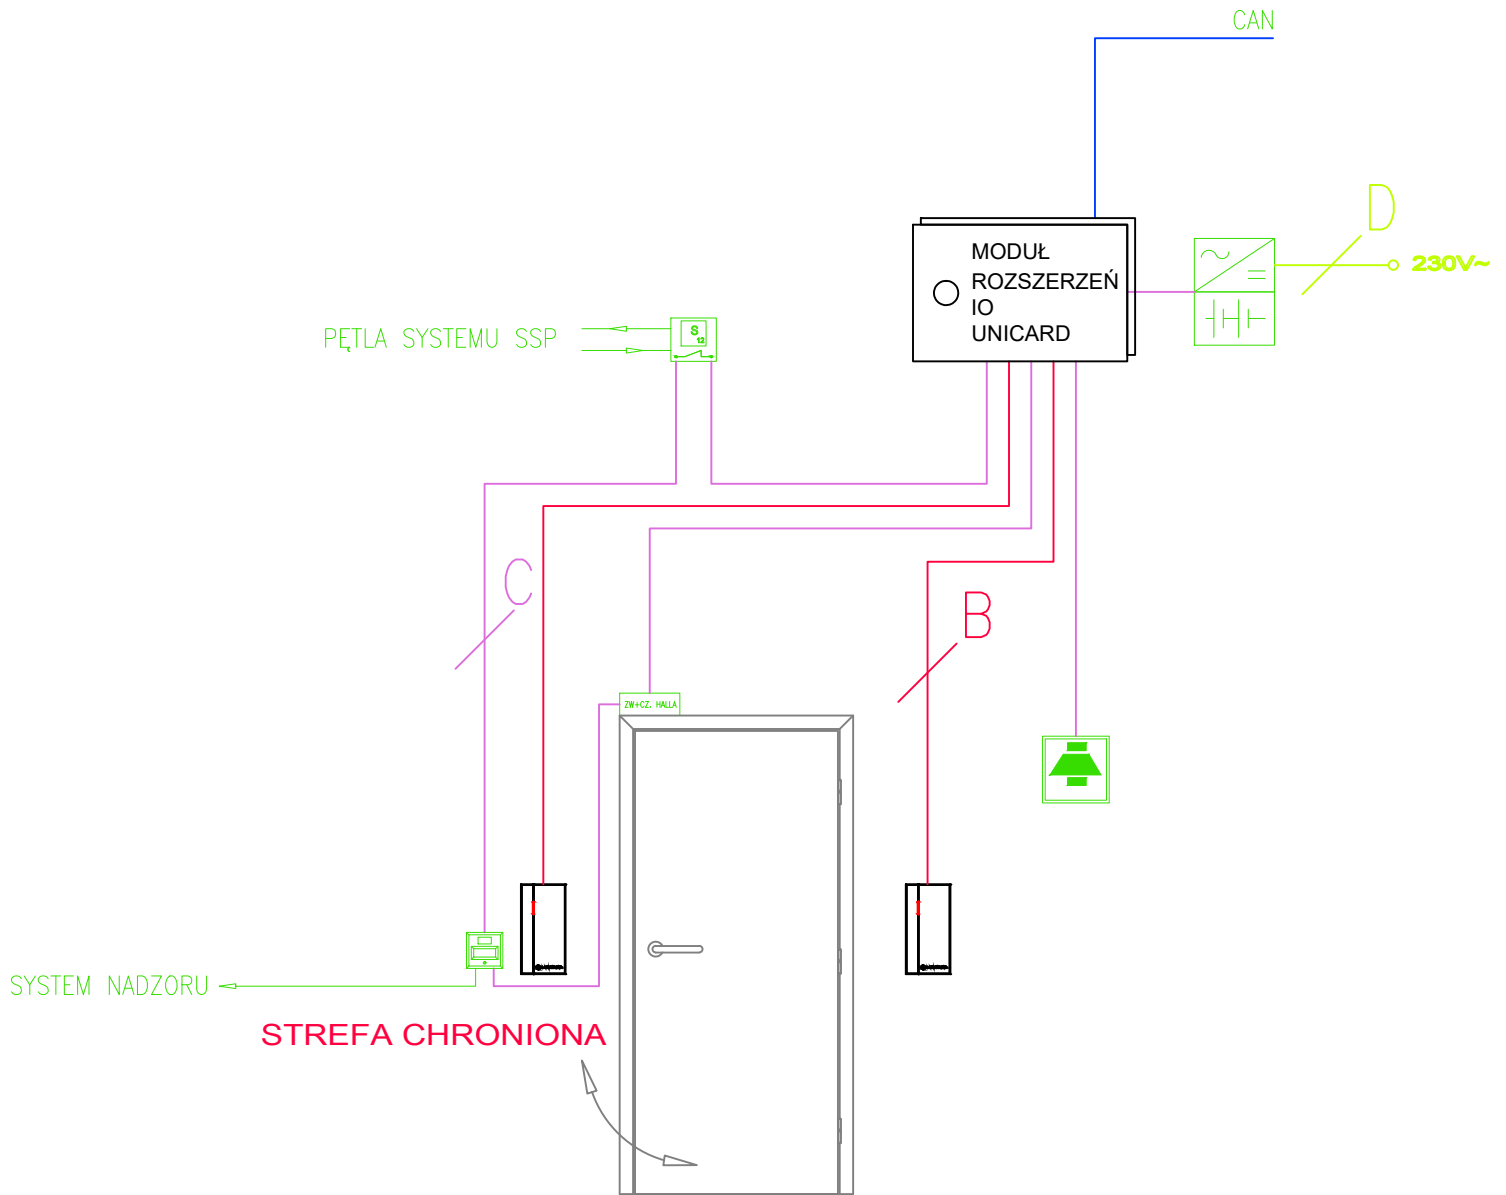 CAN
D
230V~
MODUŁ
ROZSZERZEŃ
IO
UNICARD
PĘTLA SYSTEMU SSP
S
12
C
B
ZW+CZ. HALLA
SYSTEM NADZORU
STREFA CHRONIONA